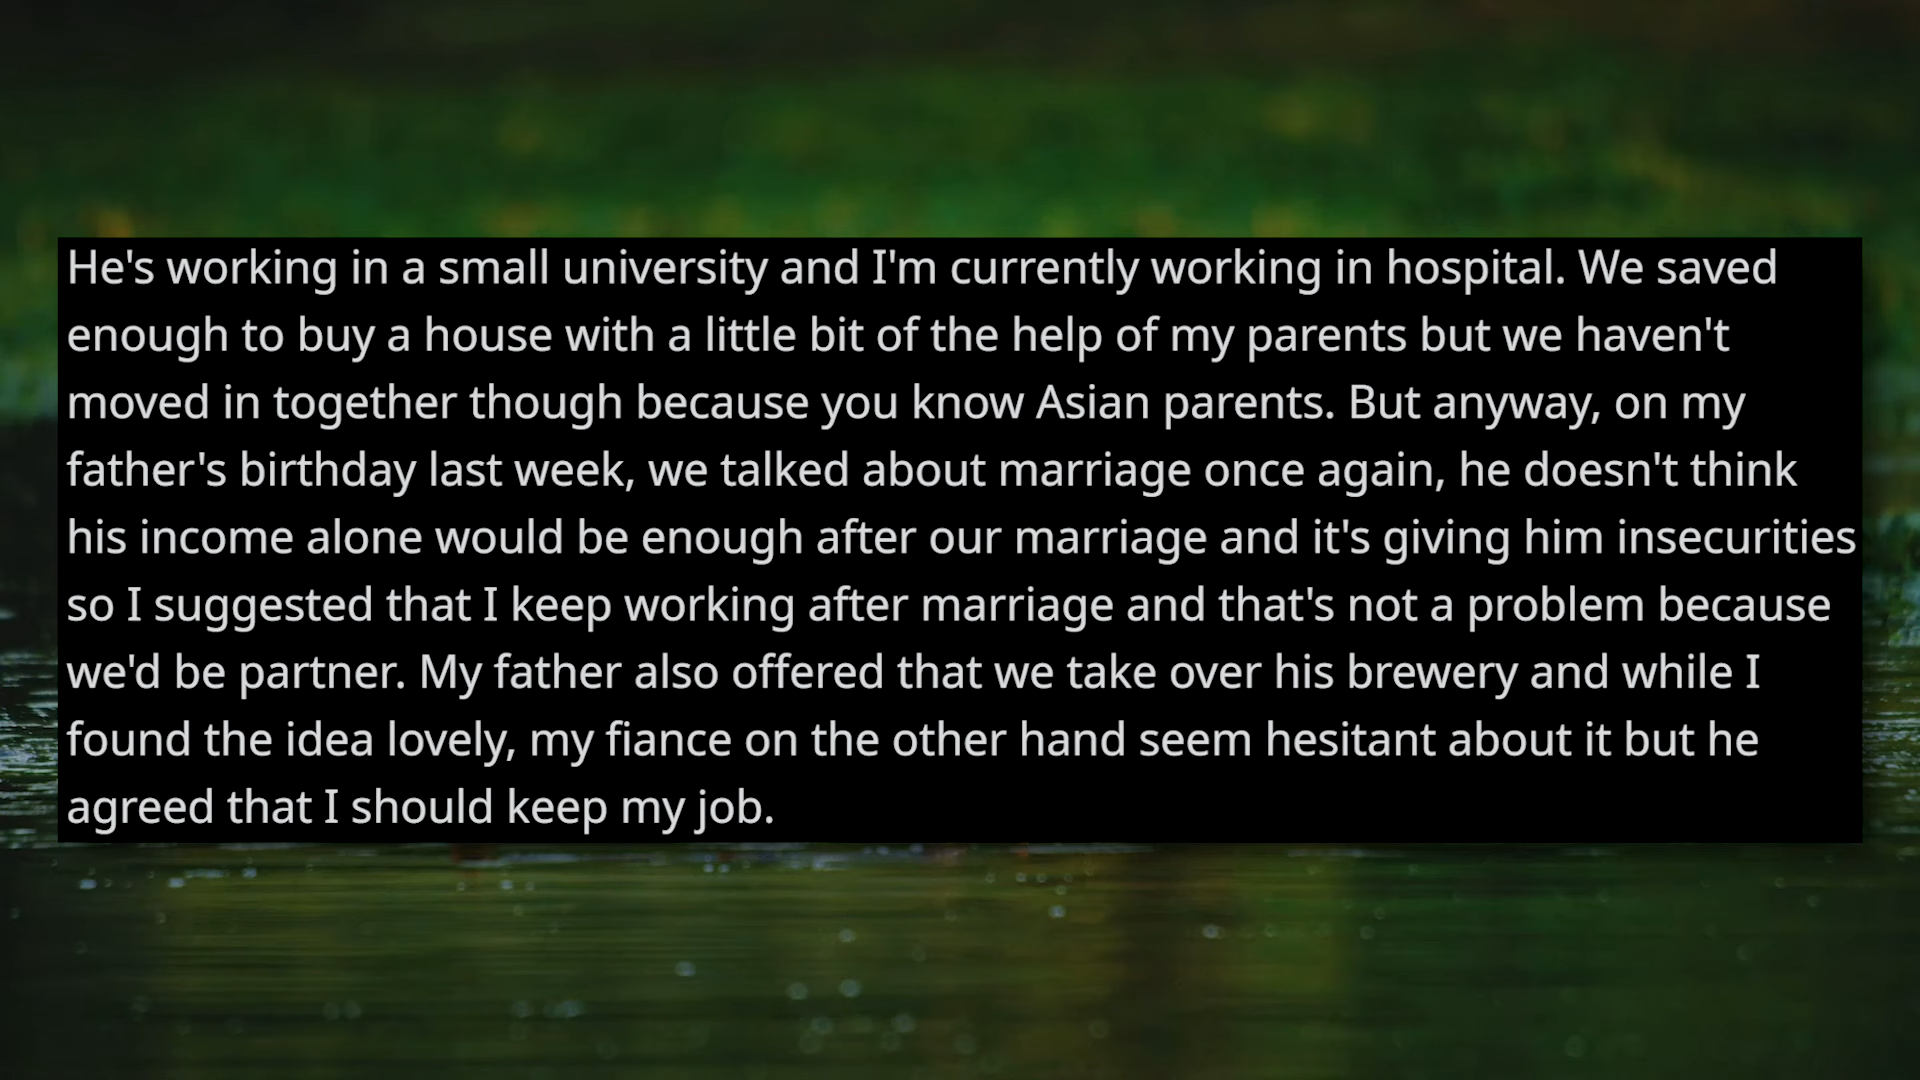 He's working in a small university and I'm currently working in hospital. We saved
enough to buy a house with a little bit of the help of my parents but we haven't
moved in together though because you know Asian parents. But anyway, on my
father's birthday last week, we talked about marriage once again, he doesn't think
his income alone would be enough after our marriage and it's giving him insecurities
so I suggested that I keep working after marriage and that's not a problem because
we'd be partner. My father also offered that we take over his brewery and while I
found the idea lovely, my fiance on the other hand seem hesitant about it but he
agreed that I should keep my job.